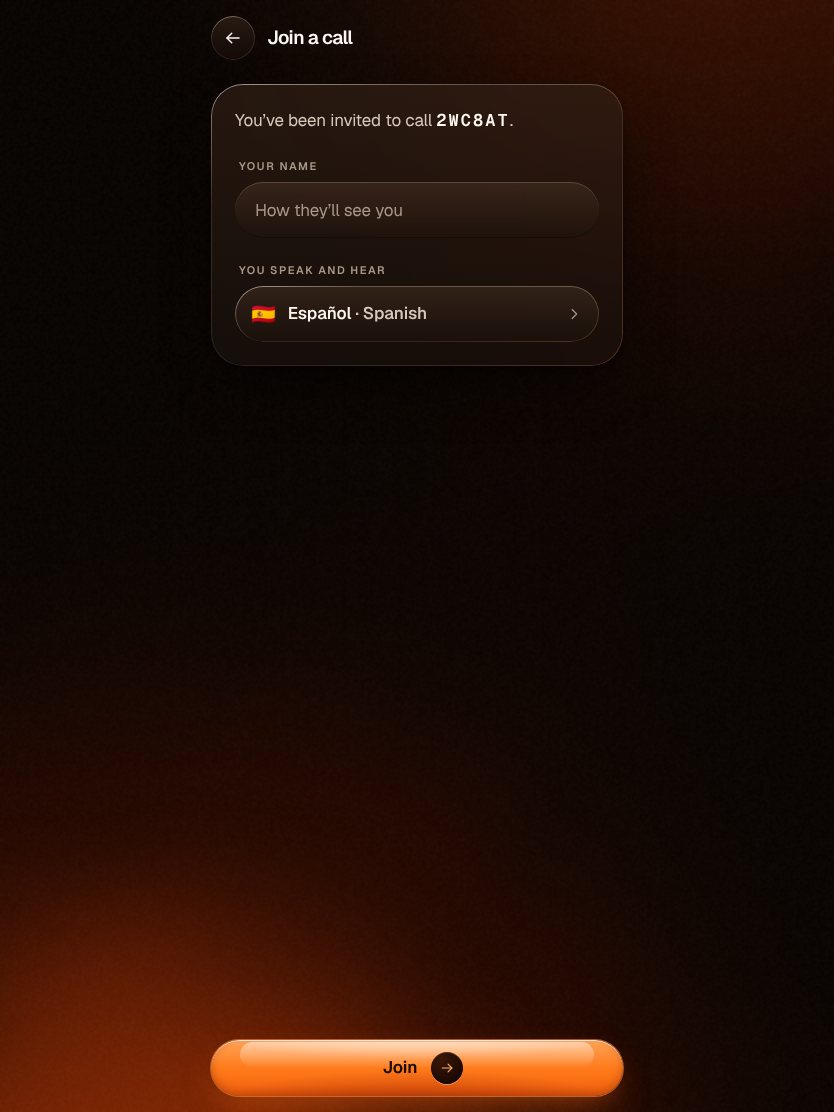 Join a call
You’ve been invited to call 2WC8AT.
YOUR NAME
How they’ll see you
YOU SPEAK AND HEAR
Español · Spanish
Join